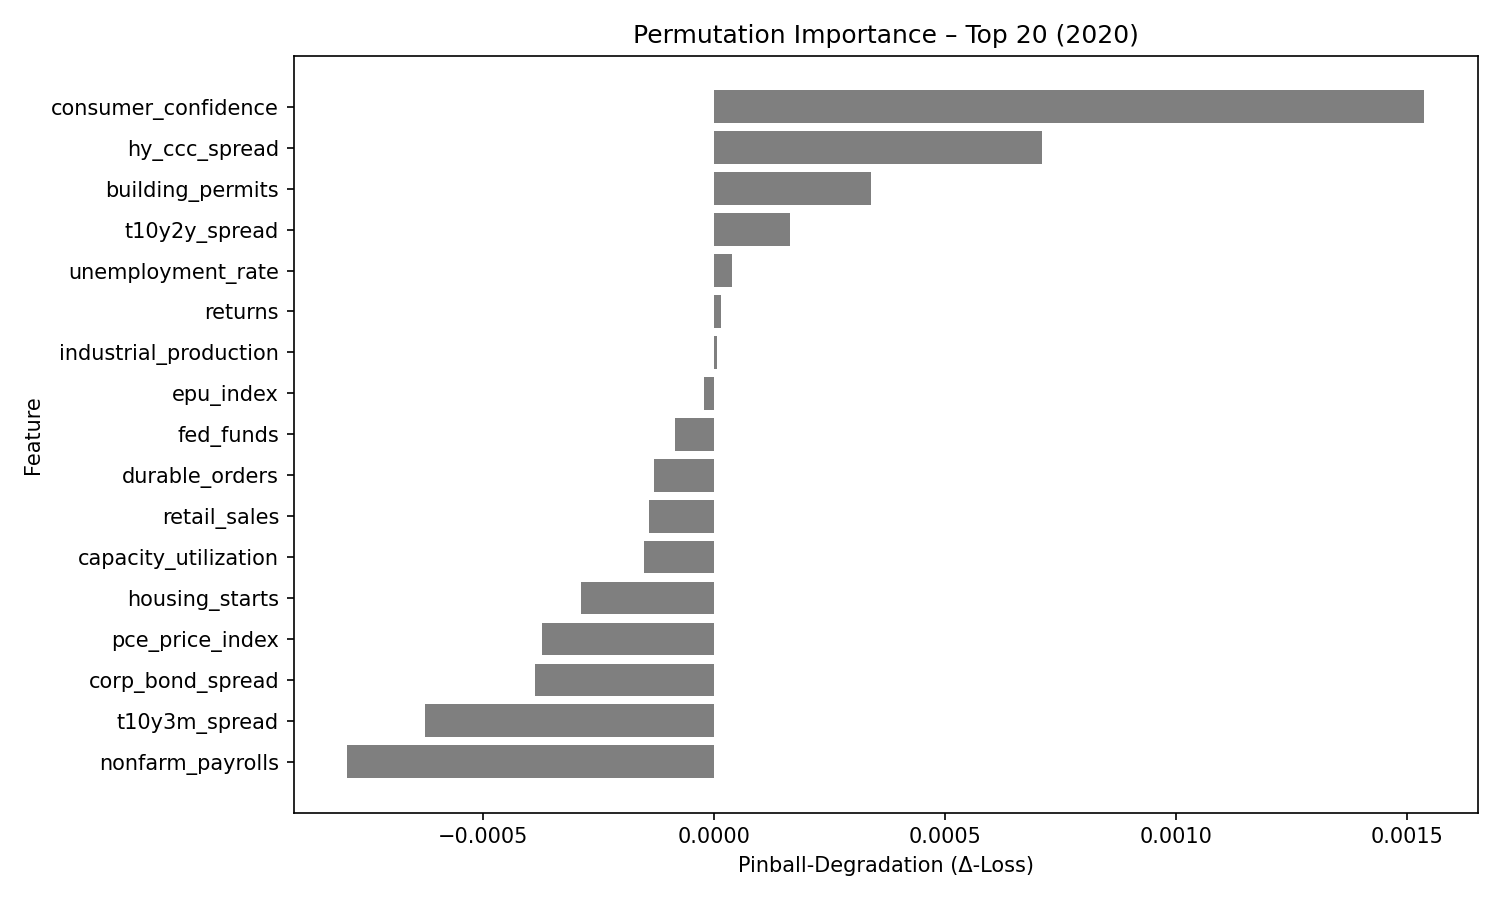 Permutation Importance – Top 20 (2020)
consumer_confidence
hy_ccc_spread
building_permits
t10y2y_spread
unemployment_rate
returns
industrial_production
epu_index
fed_funds
durable_orders
retail_sales
capacity_utilization
housing_starts
pce_price_index
corp_bond_spread
t10y3m_spread
nonfarm_payrolls
Feature
−0.0005 0.0000 0.0005 0.0010 0.0015
Pinball-Degradation (Δ-Loss)